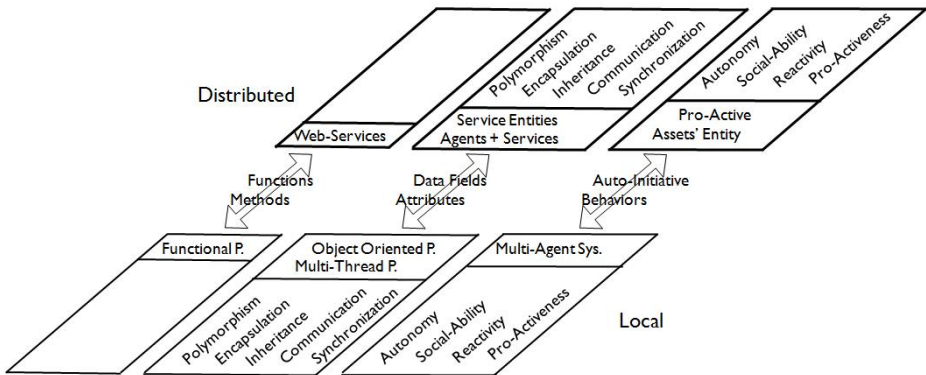 Polymorphism
Encapsulation
Inheritance
Communication
Synchronization
Autonomy
Social-Ability
Reactivity
Pro-Activeness
Distributed
Web-Services
Service Entities
Agents + Services
Pro-Active
Assets' Entity
Functions
Methods
Data Fields
Attributes
Auto-Initiative
Behaviors
Functional P.
Object Oriented P.
Multi-Thread P.
Multi-Agent Sys.
Polymorphism
Encapsulation
Inheritance
Communication
Synchronization
Autonomy
Social-Ability
Reactivity
Pro-Activeness
Local